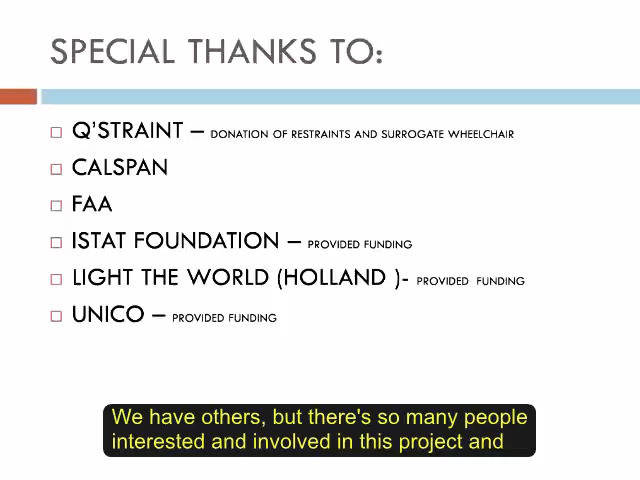 SPECIAL THANKS TO:
Q'STRAINT – DONATION OF RESTRAINTS AND SURROGATE WHEELCHAIR
CALSPAN
FAA
ISTAT FOUNDATION – PROVIDED FUNDING
LIGHT THE WORLD (HOLLAND )- PROVIDED FUNDING
UNICO – PROVIDED FUNDING
We have others, but there's so many people
interested and involved in this project and